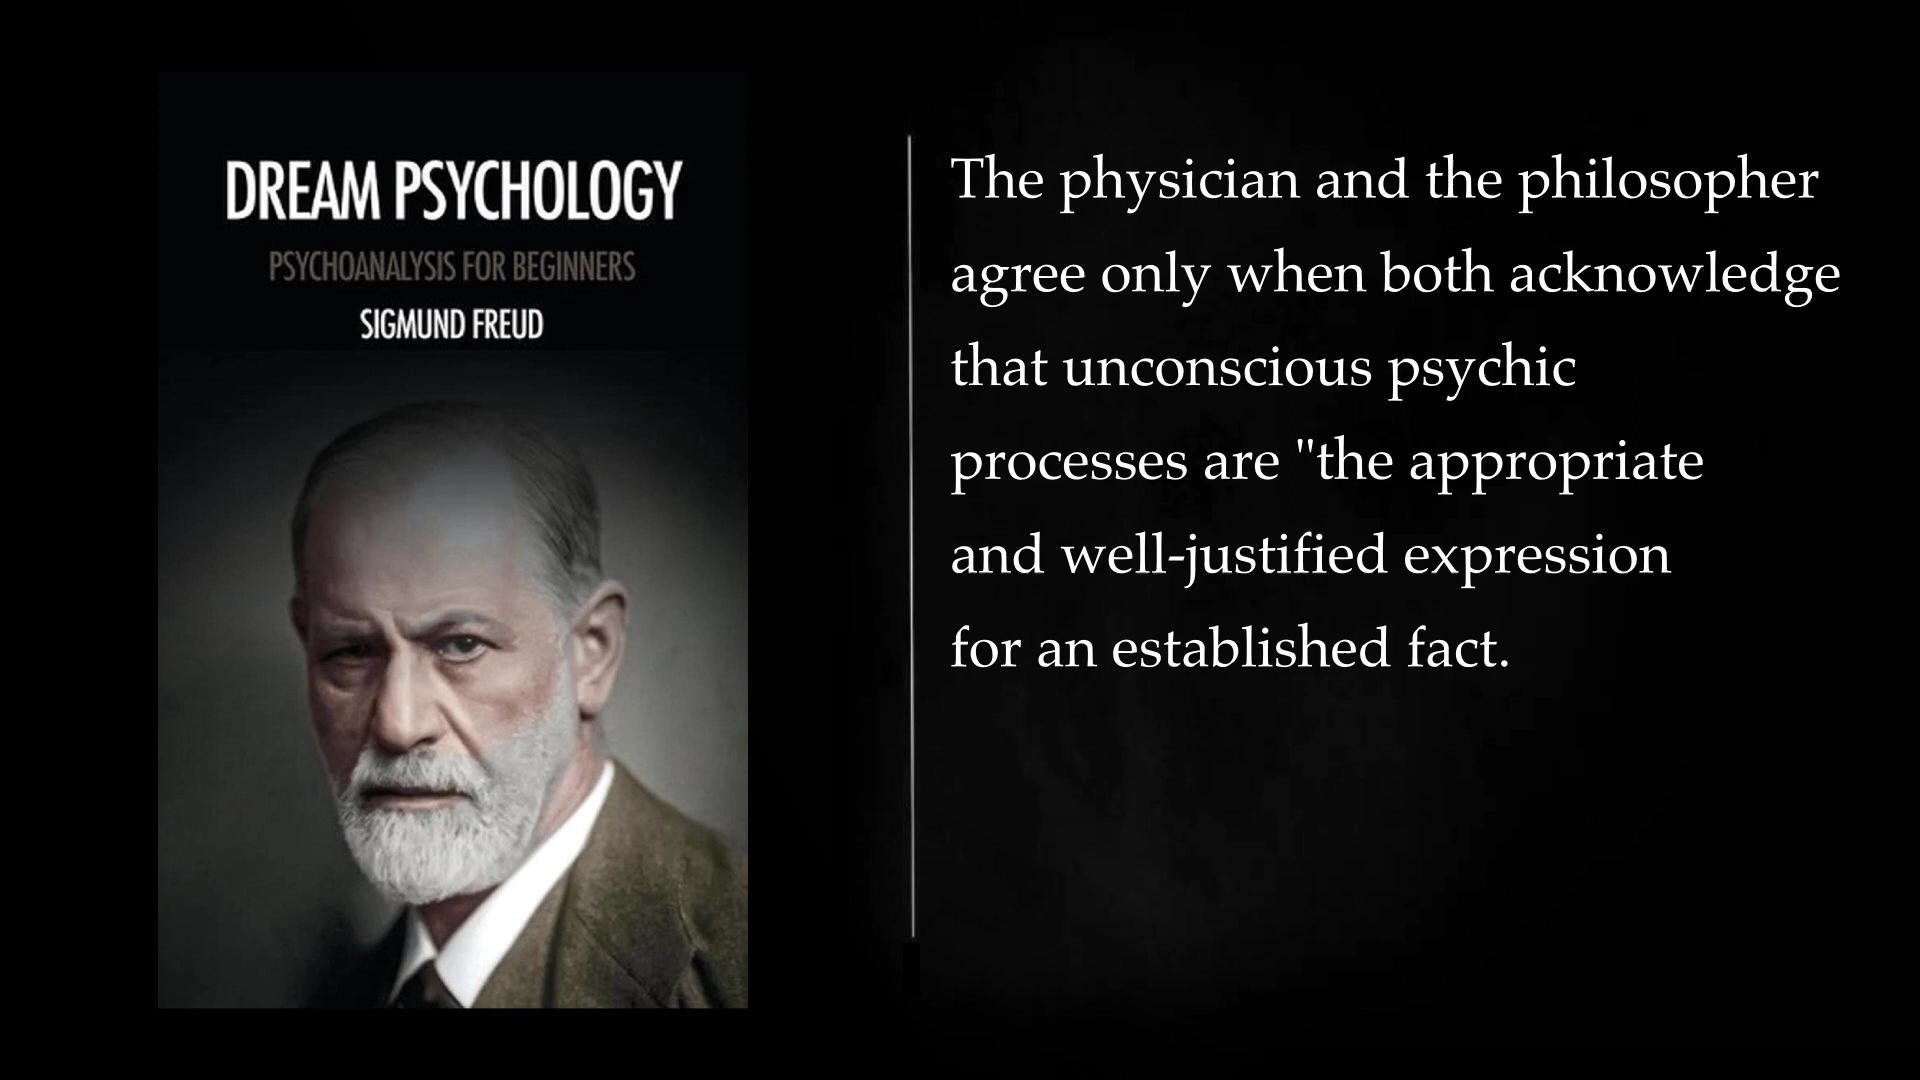 DREAM PSYCHOLOGY
PSYCHOANALYSIS FOR BEGINNERS
SIGMUND FREUD
The physician and the philosopher
agree only when both acknowledge
that unconscious psychic
processes are "the appropriate
and well-justified expression
for an established fact.